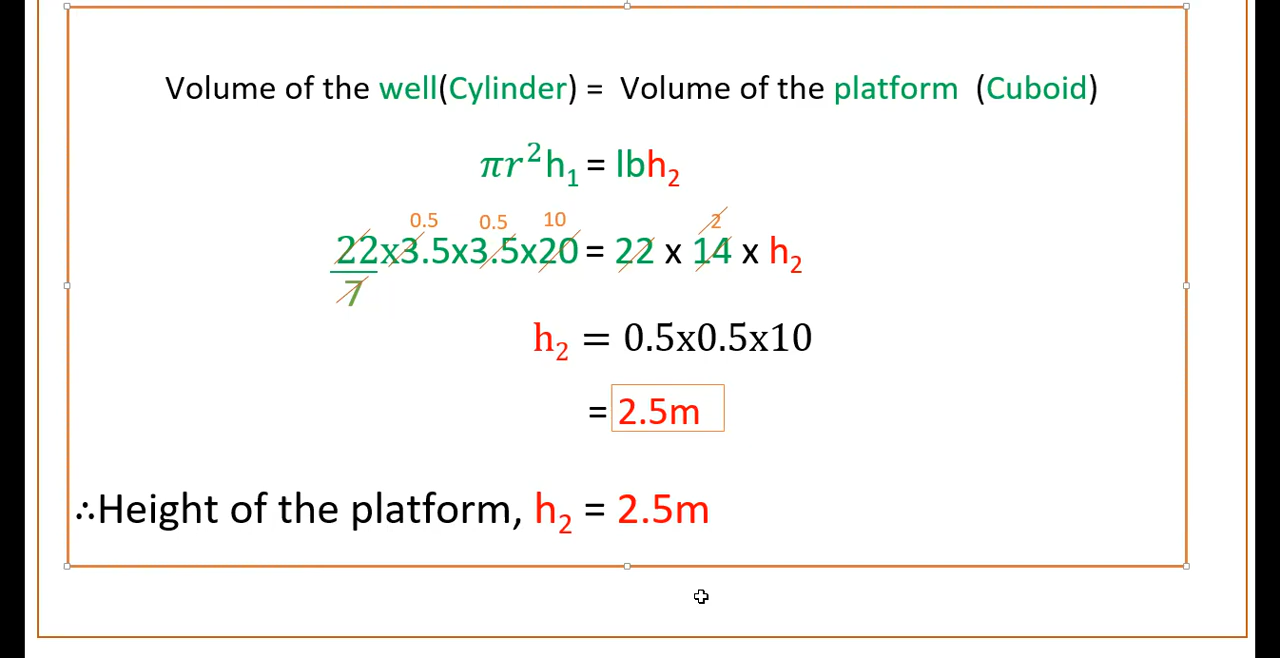 Volume of the well(Cylinder) = Volume of the platform (Cuboid)
πr²h₁ = lbh₂
0.5 0.5 10 2
22x3.5x3.5x20 = 22 x 14 x h₂
7
h₂ = 0.5x0.5x10
= 2.5m
∴Height of the platform, h₂ = 2.5m